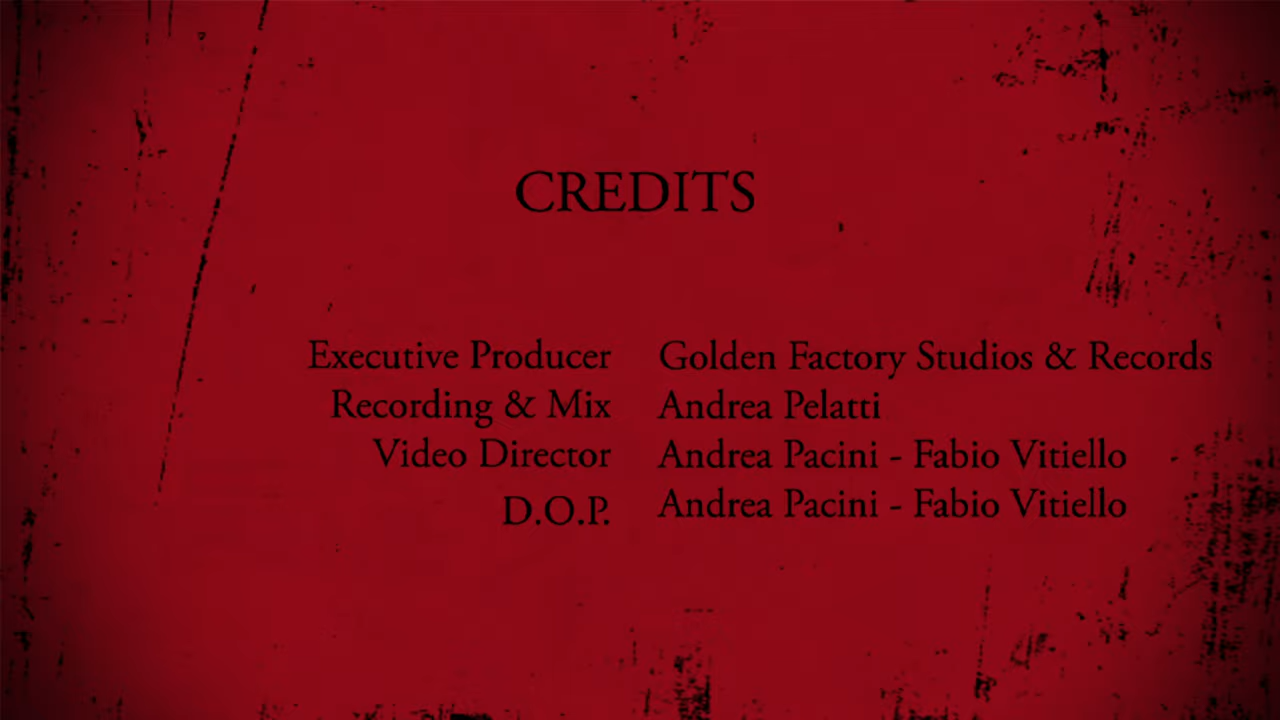 CREDITS
Executive Producer Golden Factory Studios & Records
Recording & Mix Andrea Pelatti
Video Director Andrea Pacini - Fabio Vitiello
D.O.P. Andrea Pacini - Fabio Vitiello